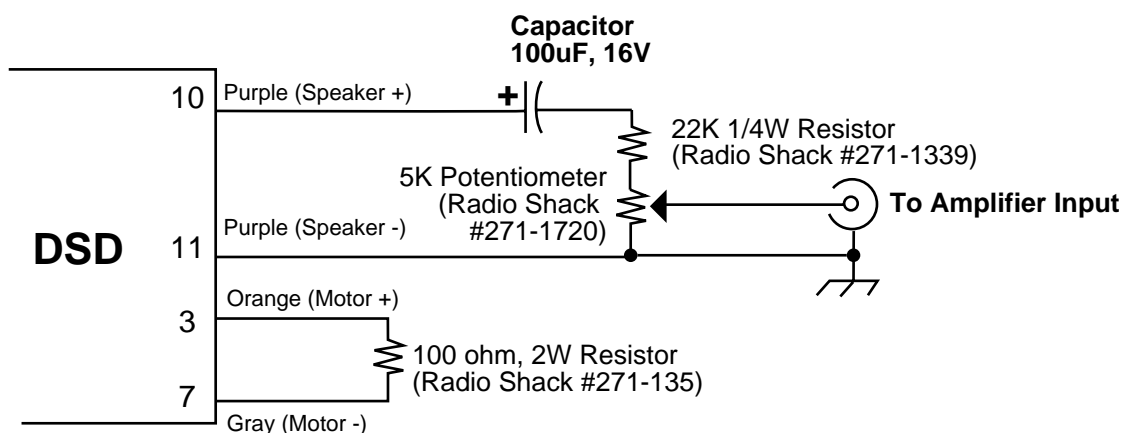 Capacitor
100uF, 16V
10
Purple (Speaker +)
+
22K 1/4W Resistor
(Radio Shack #271-1339)
5K Potentiometer
(Radio Shack
#271-1720)
To Amplifier Input
Purple (Speaker -)
DSD
11
Orange (Motor +)
3
100 ohm, 2W Resistor
(Radio Shack #271-135)
7
Gray (Motor -)